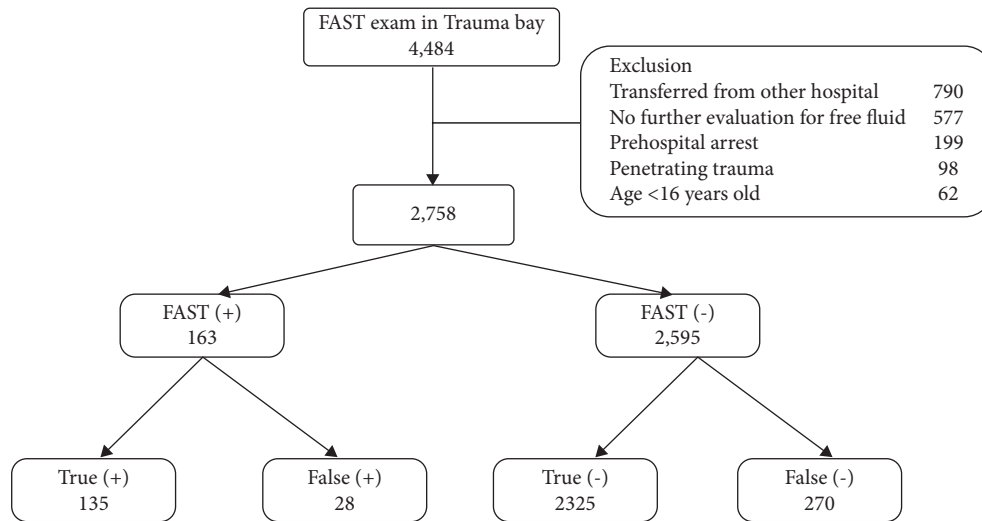 FAST exam in Trauma bay
4,484
Exclusion
Transferred from other hospital 790
No further evaluation for free fluid 577
Prehospital arrest 199
Penetrating trauma 98
Age <16 years old 62
2,758
FAST (+)
163
FAST (-)
2,595
True (+)
135
False (+)
28
True (-)
2325
False (-)
270